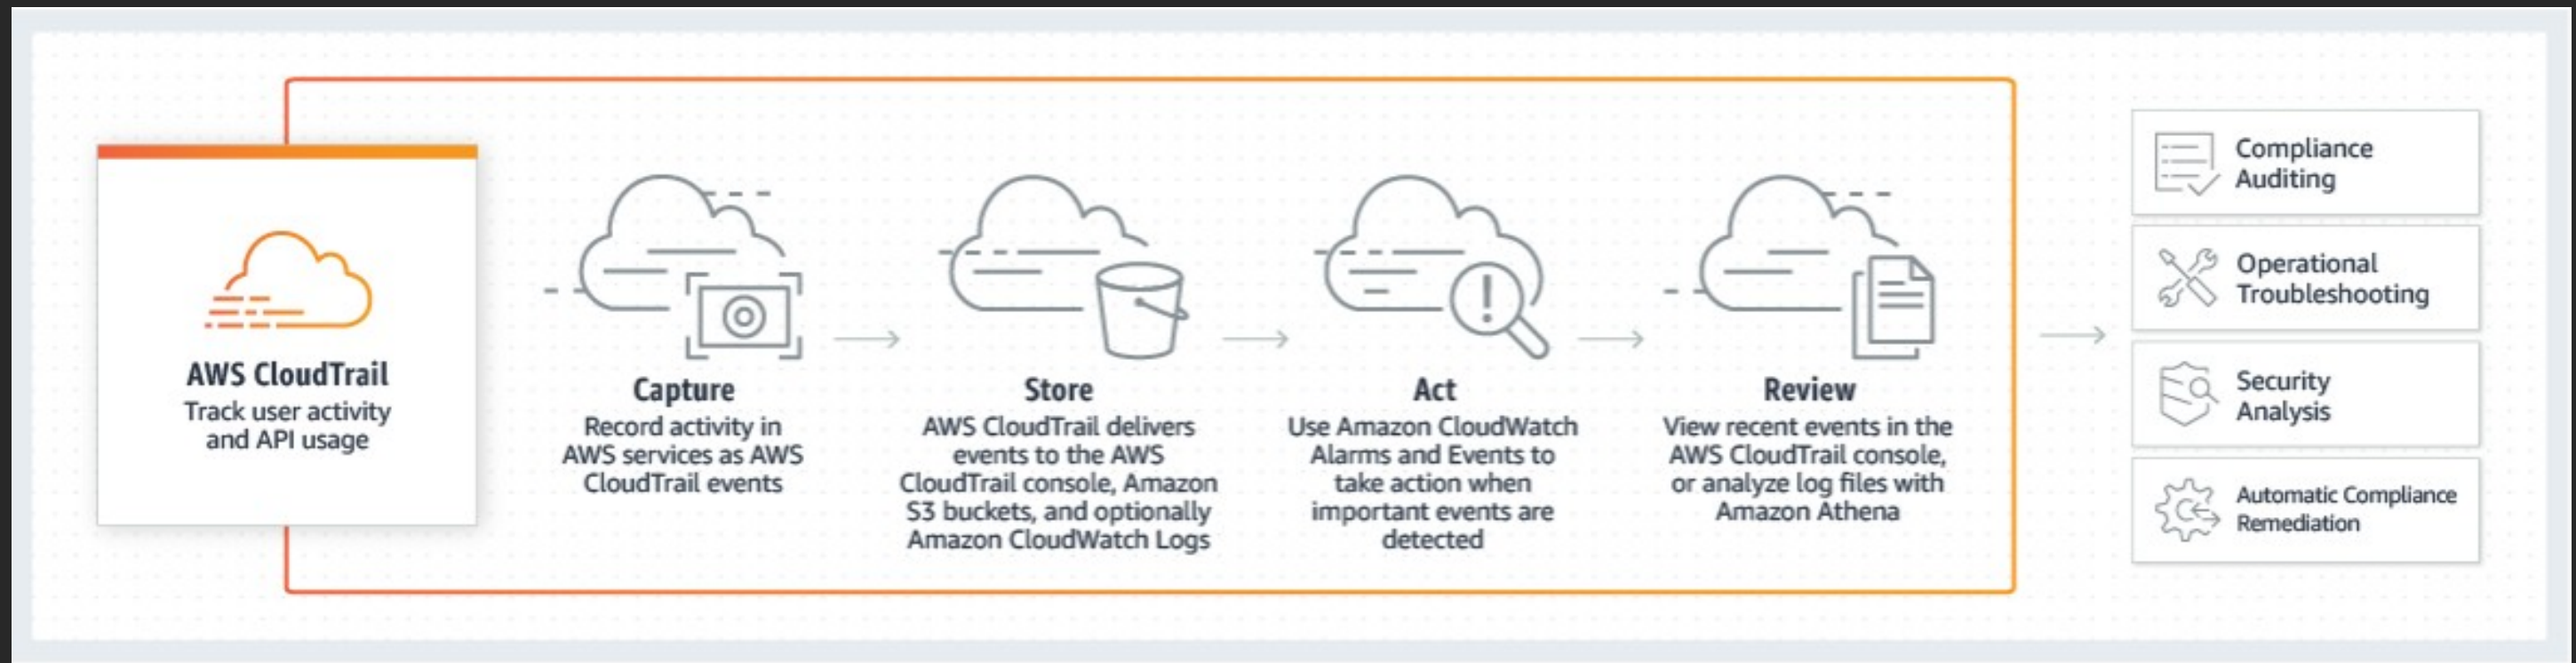 AWS CloudTrail
Track user activity
and API usage
Capture
Record activity in
AWS services as AWS
CloudTrail events
Store
AWS CloudTrail delivers
events to the AWS
CloudTrail console, Amazon
S3 buckets, and optionally
Amazon CloudWatch Logs
Act
Use Amazon CloudWatch
Alarms and Events to
take action when
important events are
detected
Review
View recent events in the
AWS CloudTrail console,
or analyze log files with
Amazon Athena
Compliance
Auditing
Operational
Troubleshooting
Security
Analysis
Automatic Compliance
Remediation